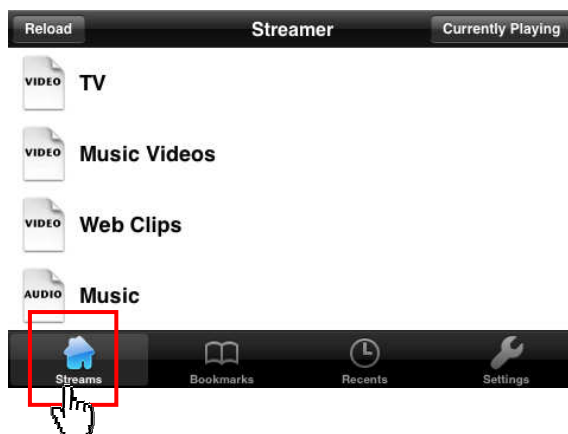 Reload Streamer Currently Playing
VIDEO TV
VIDEO Music Videos
VIDEO Web Clips
AUDIO Music
Streams Bookmarks Recents Settings